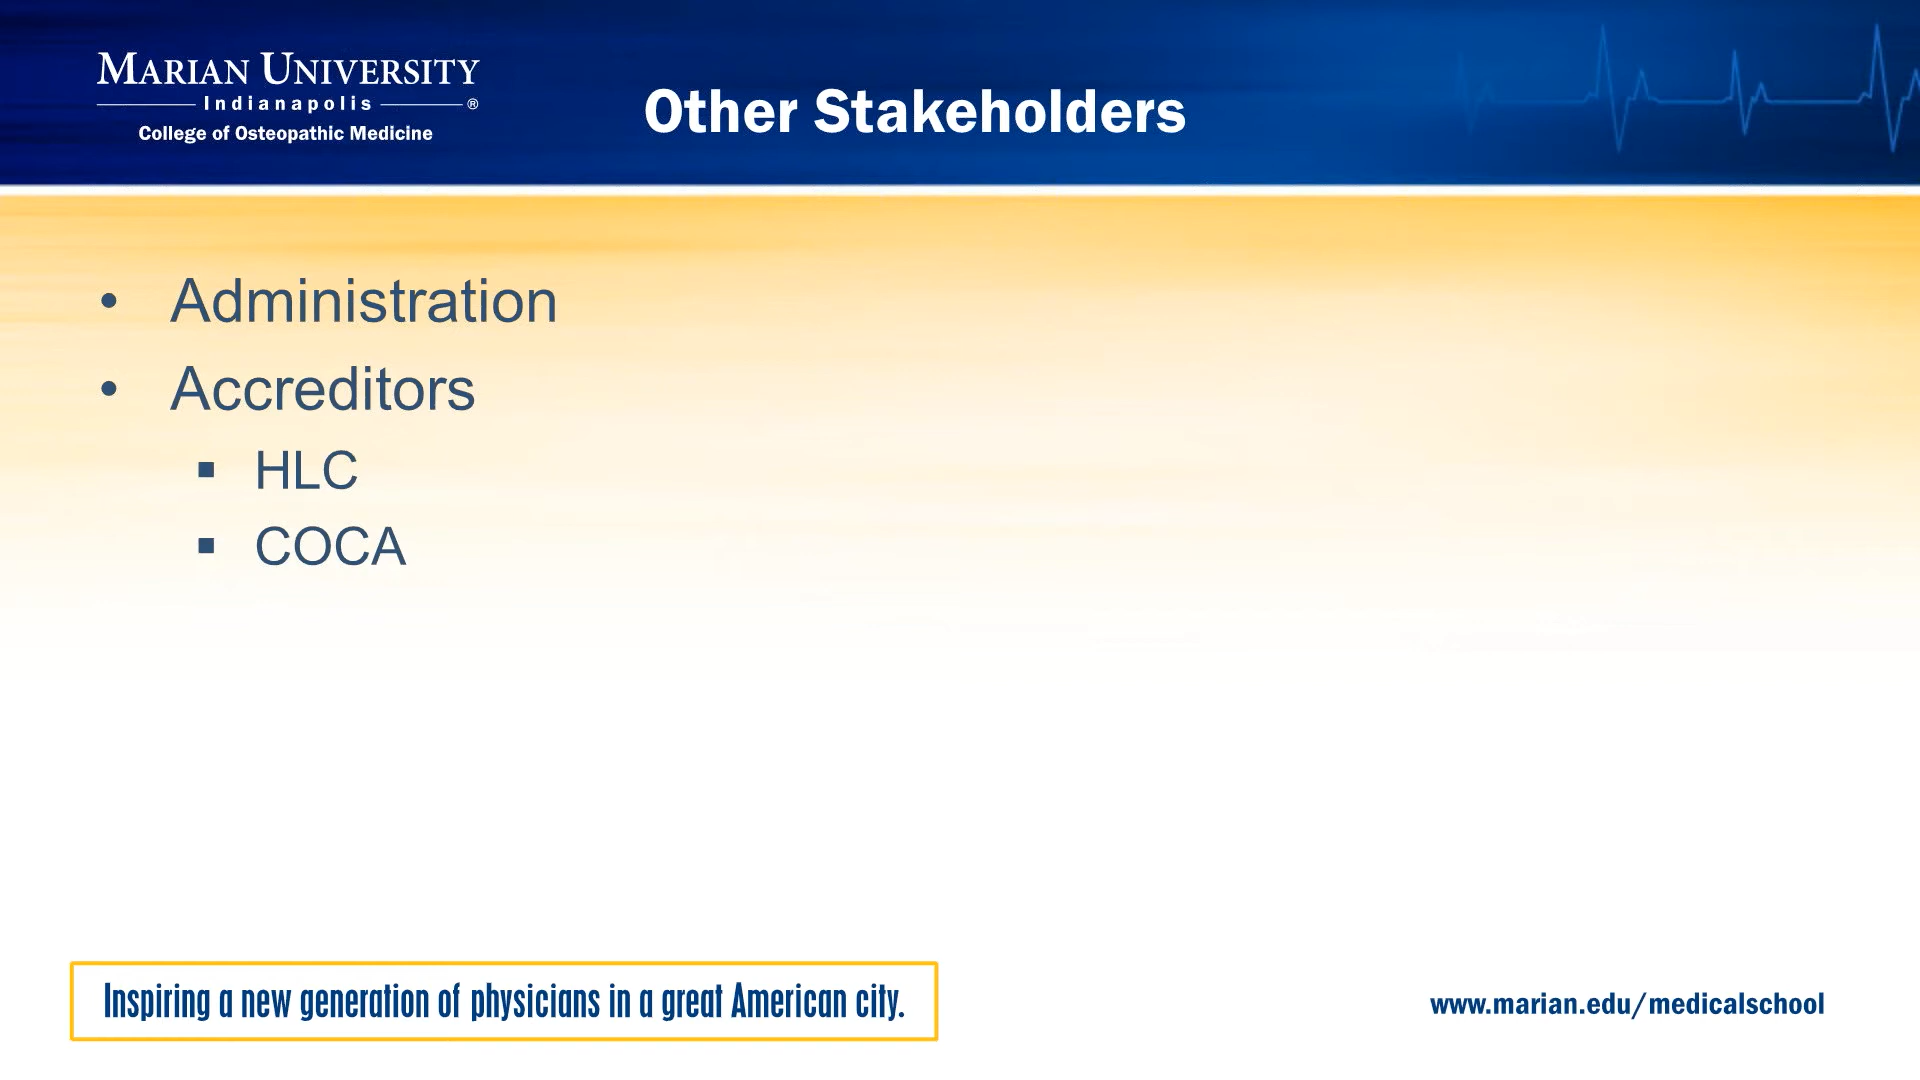 MARIAN UNIVERSITY
Indianapolis ®
College of Osteopathic Medicine
Other Stakeholders
• Administration
• Accreditors
▪ HLC
▪ COCA
Inspiring a new generation of physicians in a great American city.
www.marian.edu/medicalschool